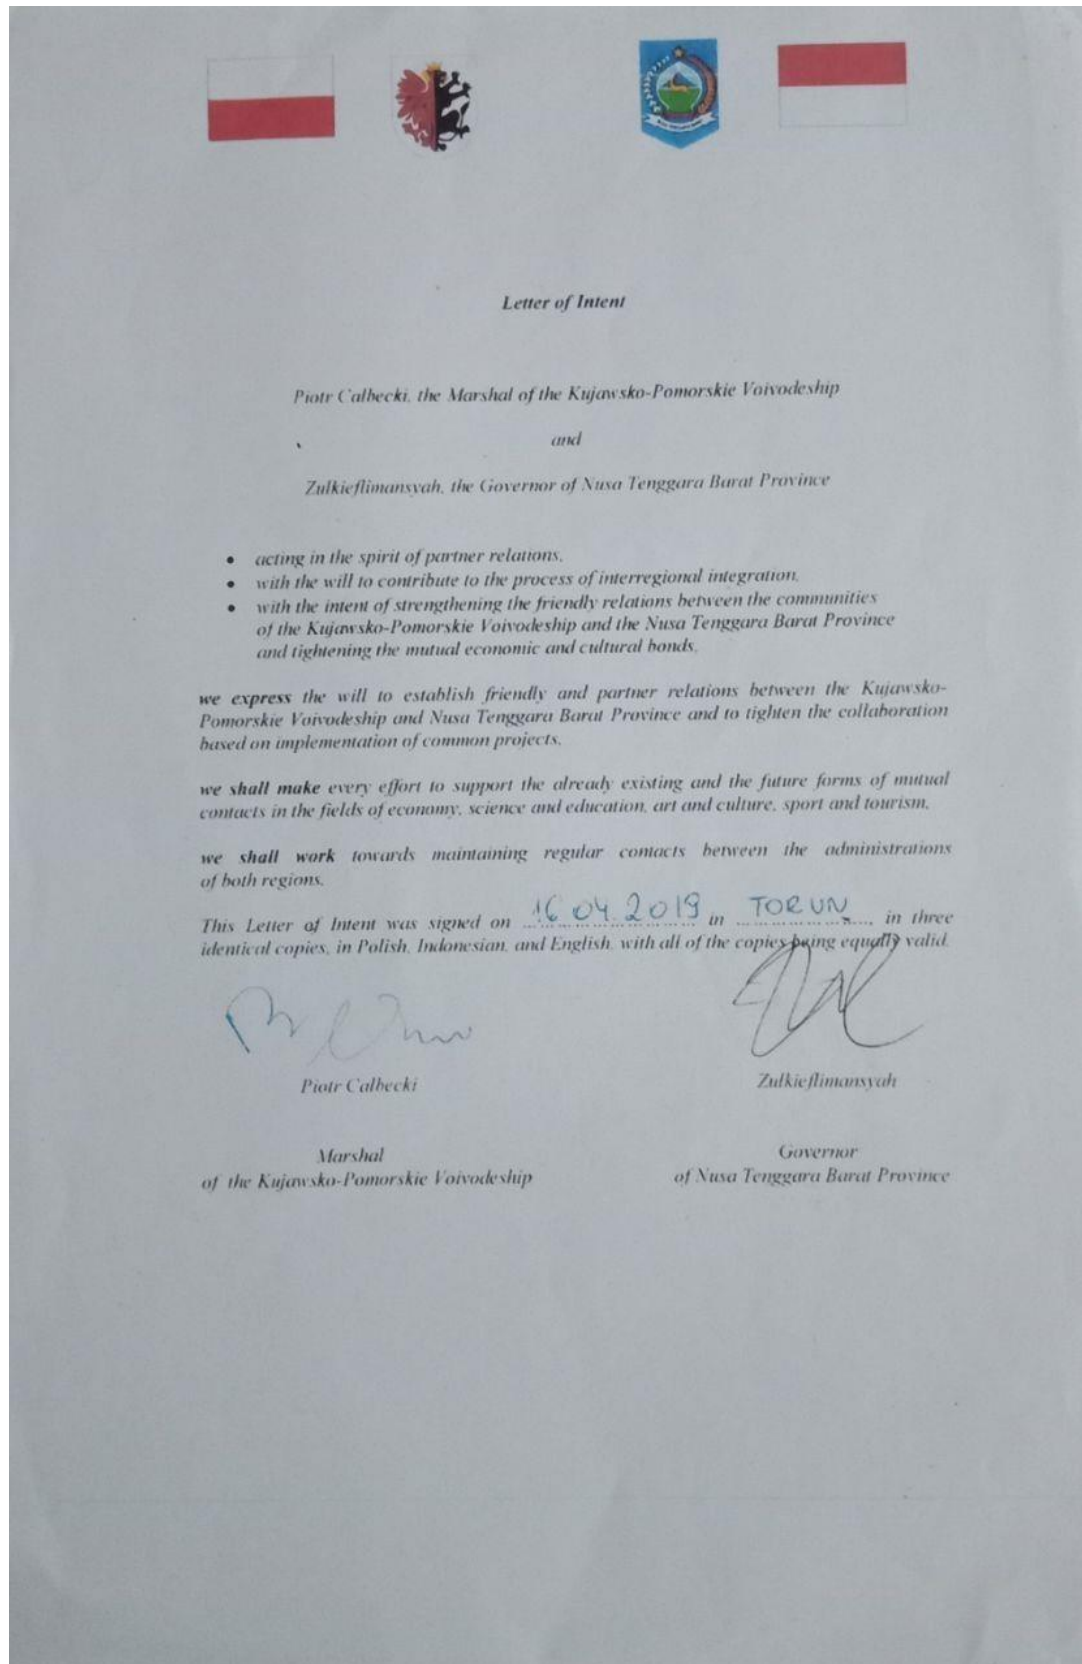 Letter of Intent
Piotr Calbecki, the Marshal of the Kujawsko-Pomorskie Voivodeship
and
Zulkieflimansyah, the Governor of Nusa Tenggara Barat Province
• acting in the spirit of partner relations,
• with the will to contribute to the process of interregional integration,
• with the intent of strengthening the friendly relations between the communities
of the Kujawsko-Pomorskie Voivodeship and the Nusa Tenggara Barat Province
and tightening the mutual economic and cultural bonds,
we express the will to establish friendly and partner relations between the Kujawsko-
Pomorskie Voivodeship and Nusa Tenggara Barat Province and to tighten the collaboration
based on implementation of common projects,
we shall make every effort to support the already existing and the future forms of mutual
contacts in the fields of economy, science and education, art and culture, sport and tourism,
we shall work towards maintaining regular contacts between the administrations
of both regions.
This Letter of Intent was signed on 16 04. 2019 in TORUN, in three
identical copies, in Polish, Indonesian, and English, with all of the copies being equally valid.
Piotr Calbecki
Zulkieflimansyah
Marshal
of the Kujawsko-Pomorskie Voivodeship
Governor
of Nusa Tenggara Barat Province